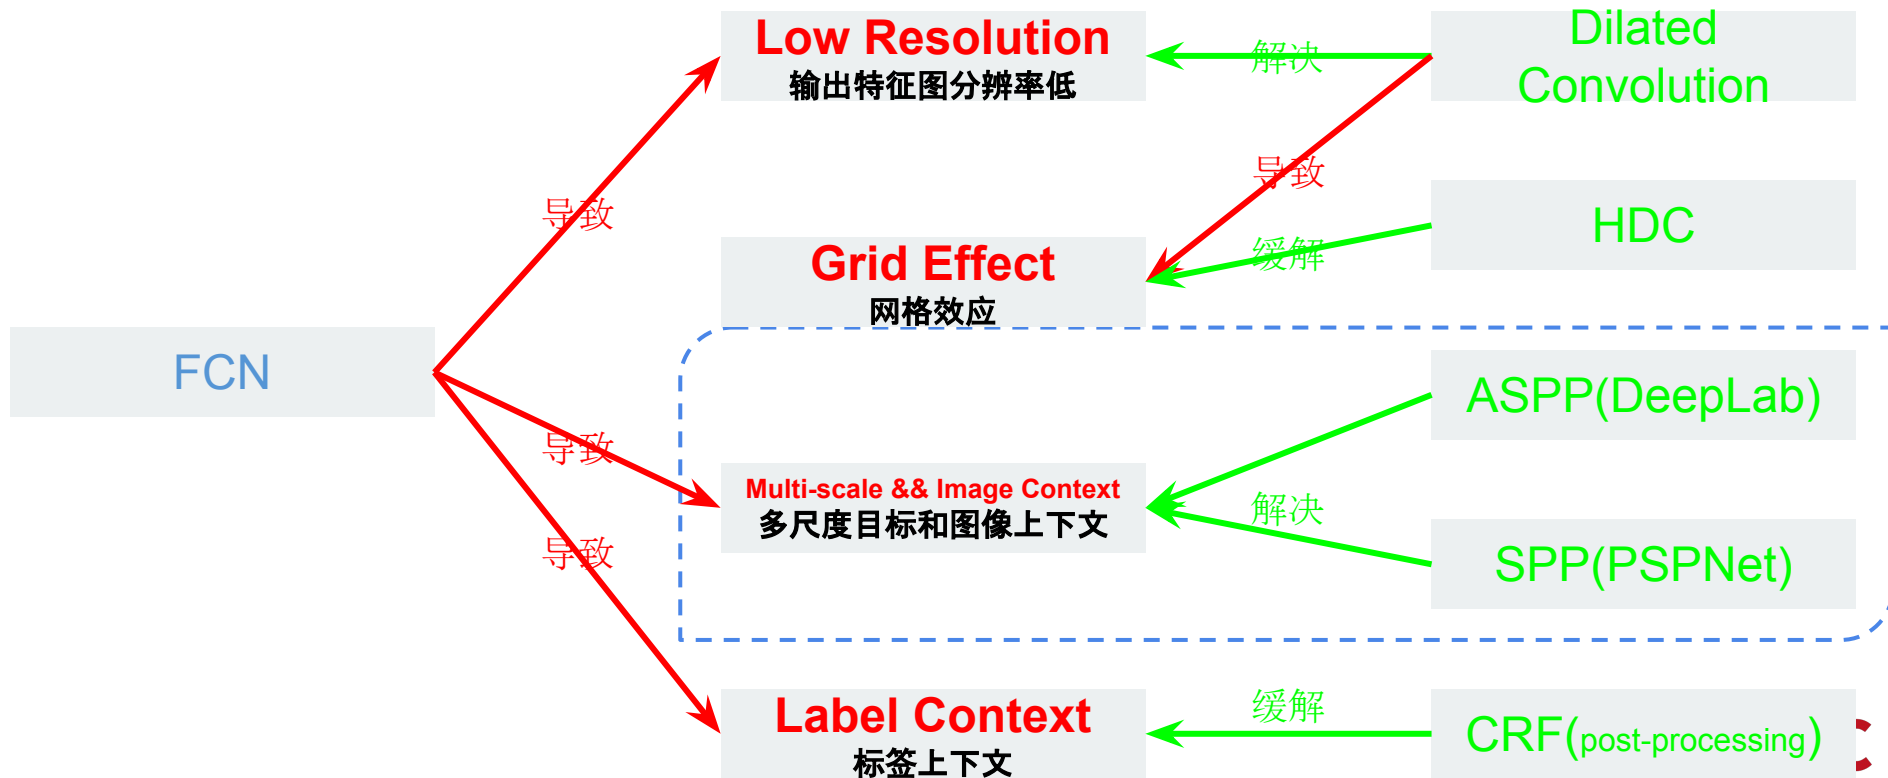 Low Resolution
输出特征图分辨率低
解决
Dilated
Convolution
导致
导致
HDC
Grid Effect
网格效应
缓解
FCN
ASPP(DeepLab)
导致
Multi-scale && Image Context
多尺度目标和图像上下文
解决
SPP(PSPNet)
导致
Label Context
标签上下文
缓解
CRF(post-processing)